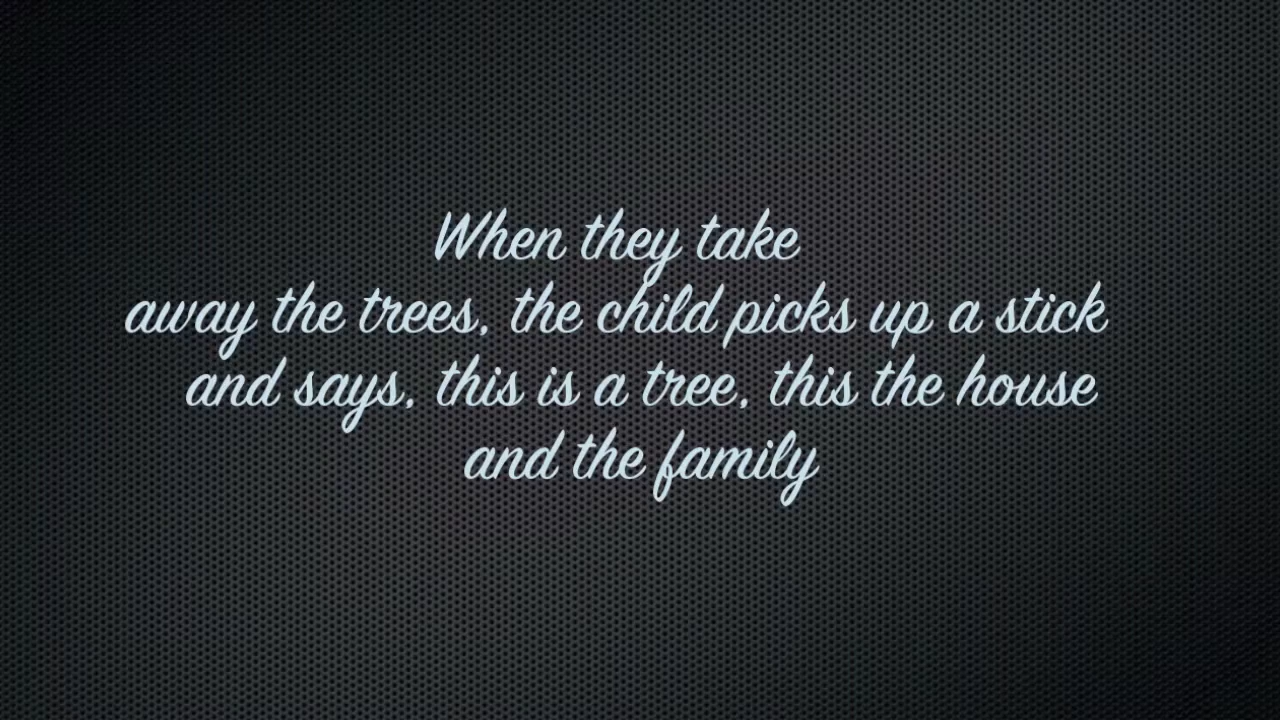 When they take
away the trees, the child picks up a stick
and says, this is a tree, this the house
and the family